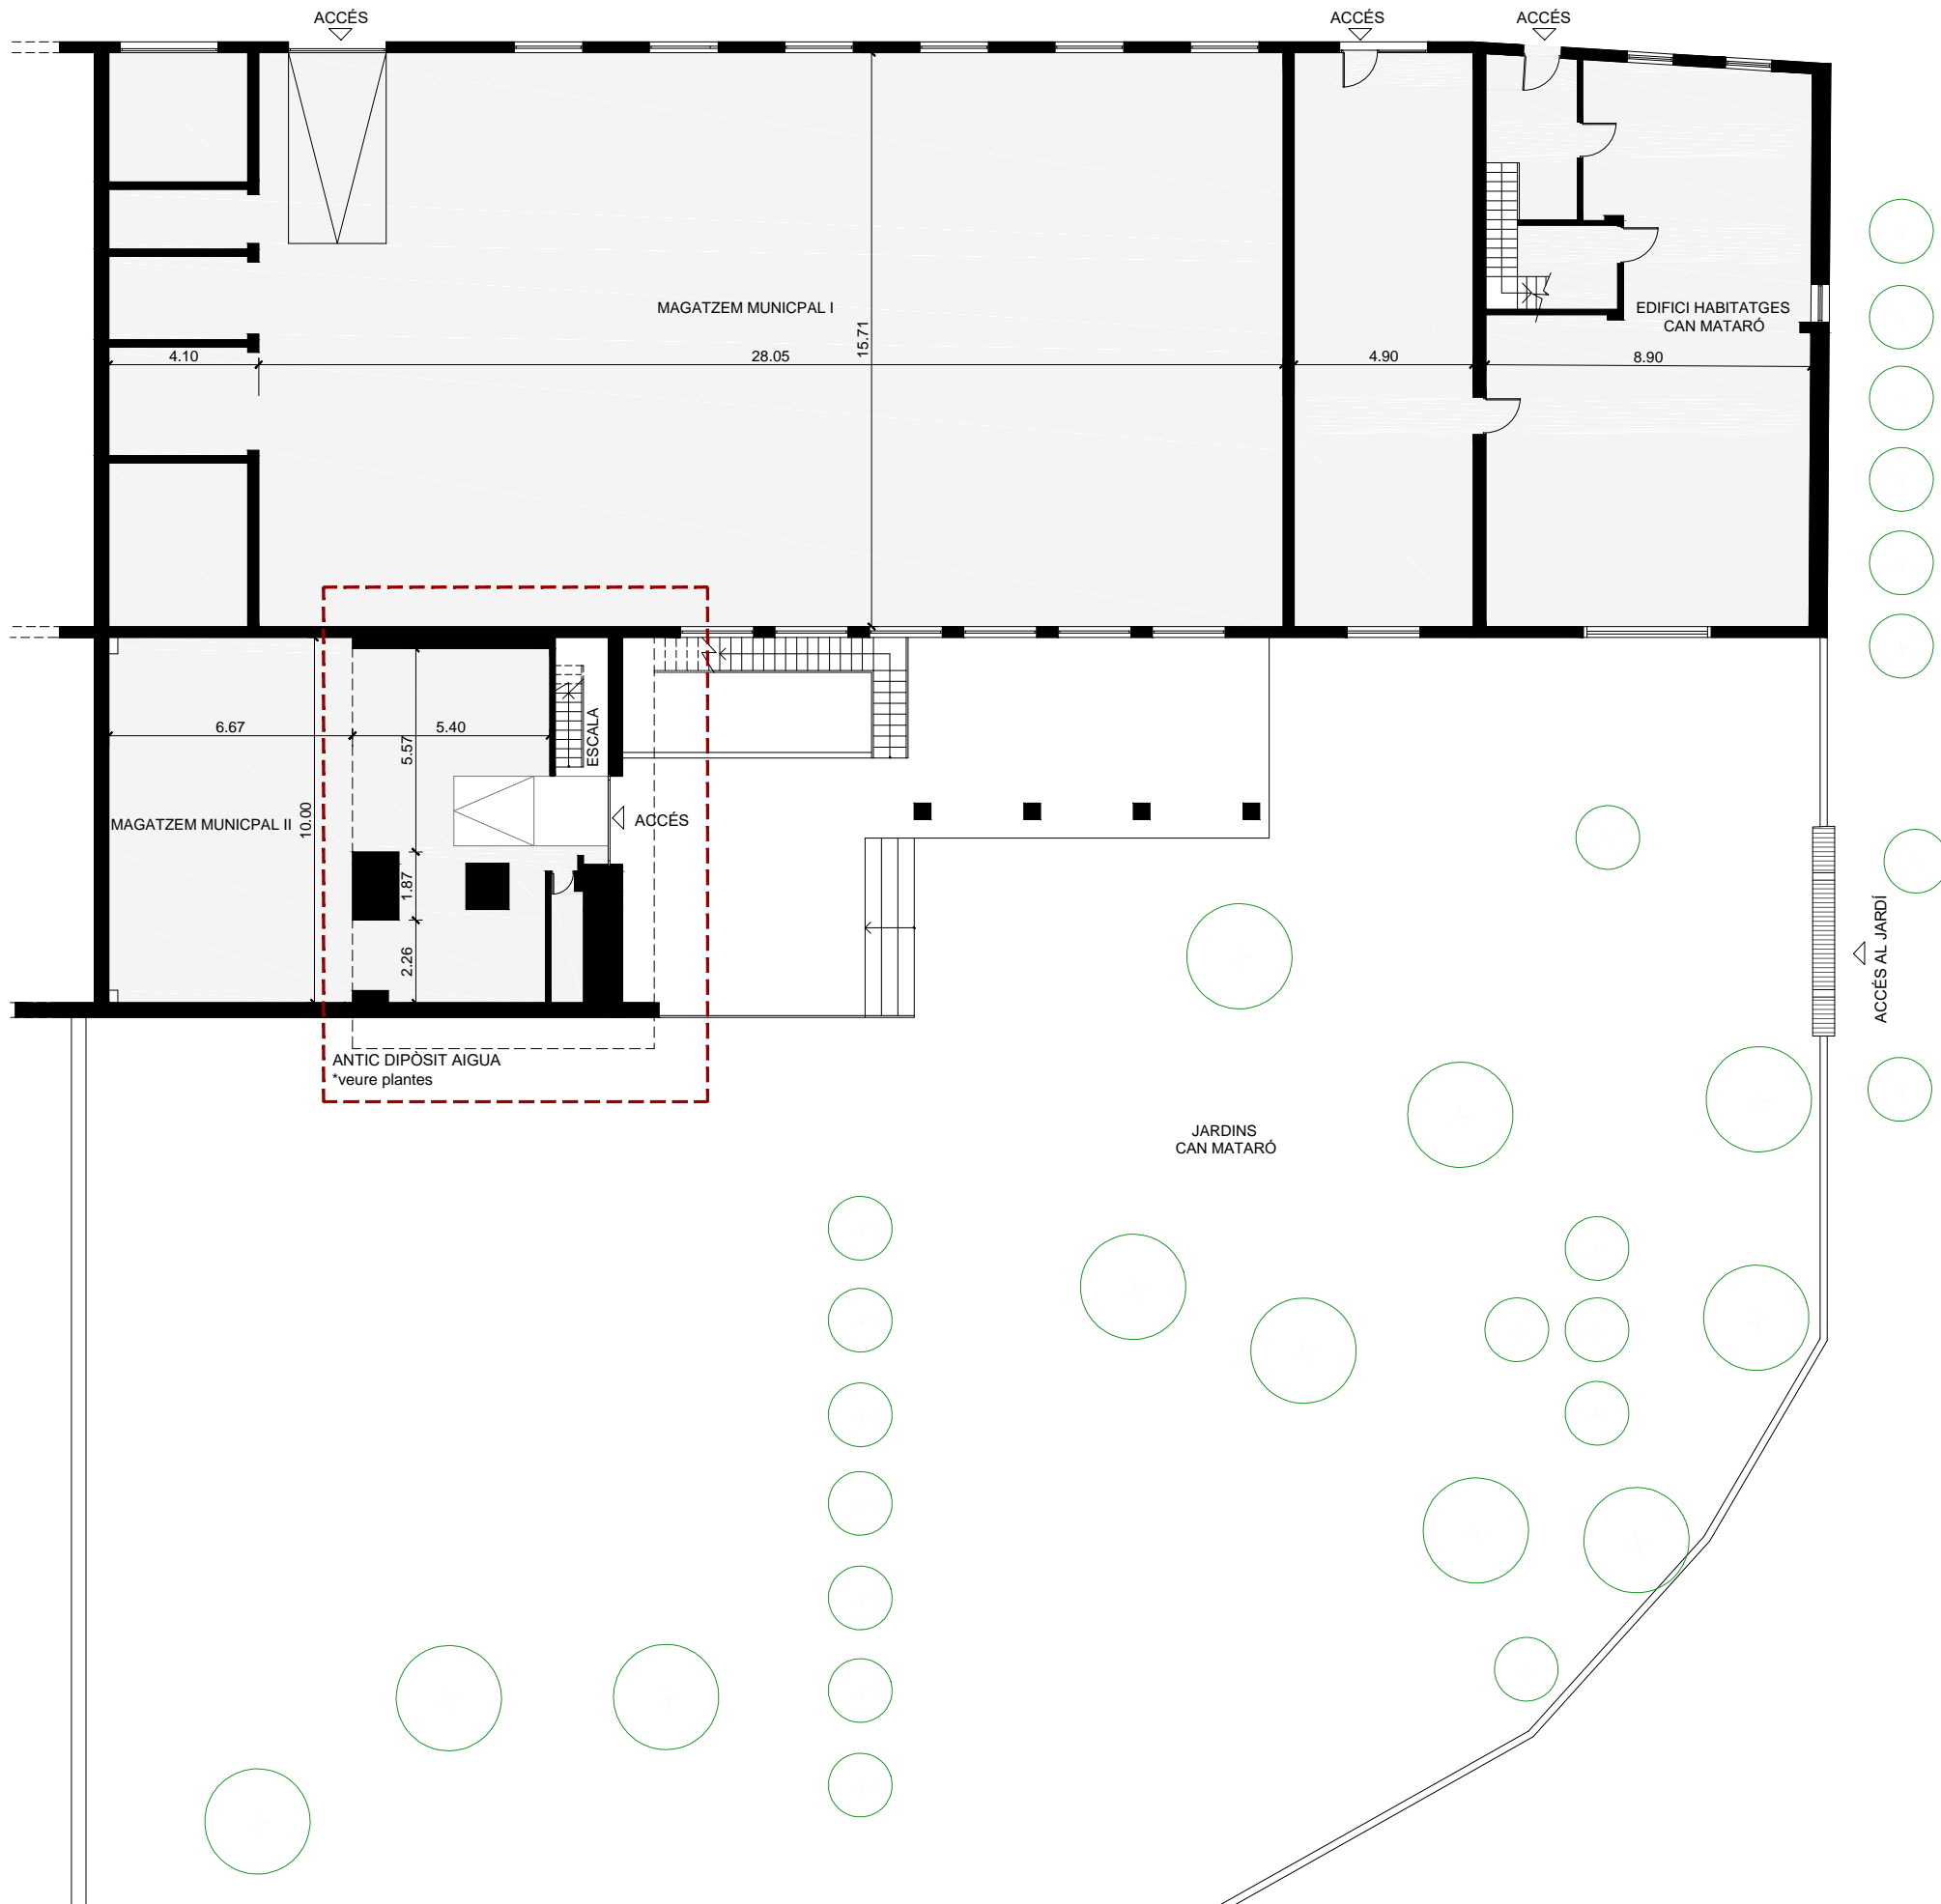 ACCÉS
ACCÉS
ACCÉS
MAGATZEM MUNICPAL I
EDIFICI HABITATGES
CAN MATARÓ
15.71
4.10
28.05
4.90
8.90
6.67
5.40
5.57
ESCALA
MAGATZEM MUNICPAL II
10.00
ACCÉS
1.87
2.26
ACCÉS AL JARDÍ
ANTIC DIPÒSIT AIGUA
*veure plantes
JARDINS
CAN MATARÓ